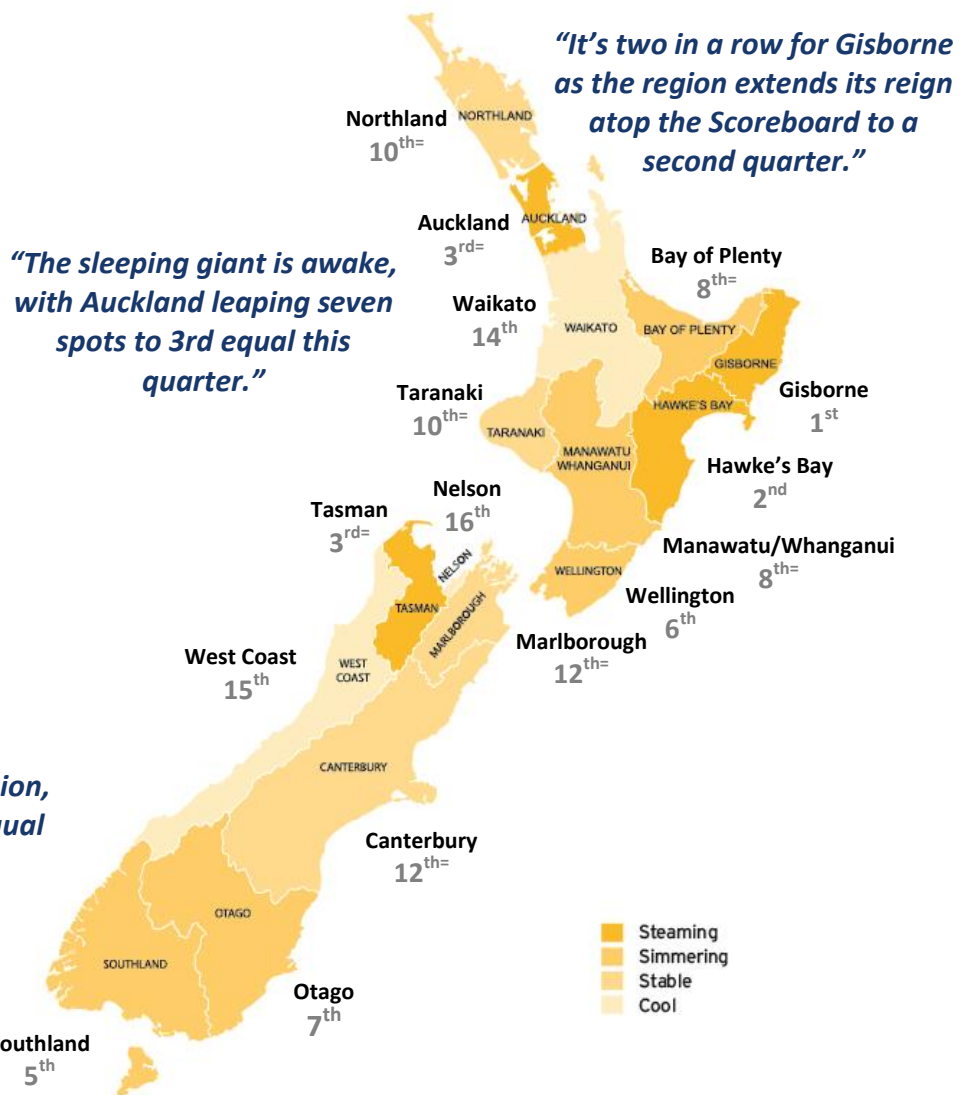 “It’s two in a row for Gisborne
as the region extends its reign
atop the Scoreboard to a
second quarter.”
NORTHLAND
Northland
10th=
AUCKLAND
Auckland
3rd=
“The sleeping giant is awake,
with Auckland leaping seven
spots to 3rd equal this
quarter.”
Bay of Plenty
8th=
Waikato
14th
WAIKATO
BAY OF PLENTY
GISBORNE
Gisborne
1st
Taranaki
10th=
TARANAKI
HAWKE'S BAY
MANAWATU
WHANGANUI
Hawke’s Bay
2nd
Nelson
16th
Tasman
3rd=
NELSON
Manawatu/Whanganui
8th=
WELLINGTON
Wellington
6th
TASMAN
MARLBOROUGH
Marlborough
12th=
West Coast
15th
WEST
COAST
CANTERBURY
ion,
ual
Canterbury
12th=
OTAGO
SOUTHLAND
Otago
7th
outhland
5th
Steaming
Simmering
Stable
Cool